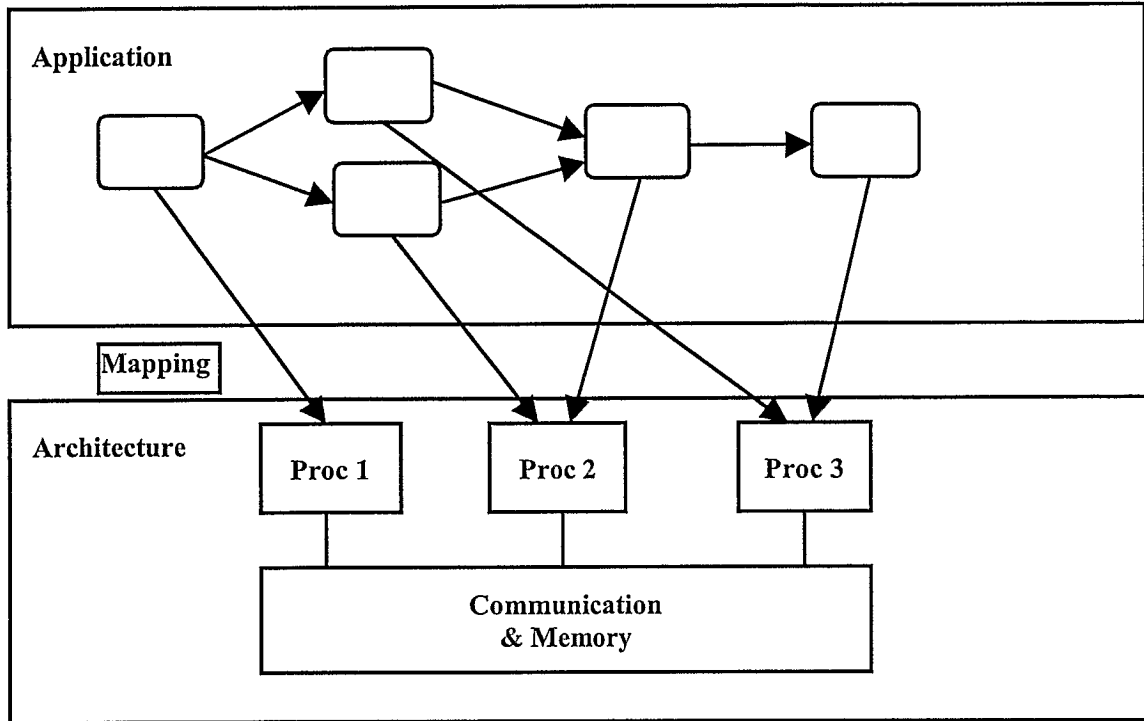 Application
Mapping
Architecture
Proc 1
Proc 2
Proc 3
Communication
& Memory